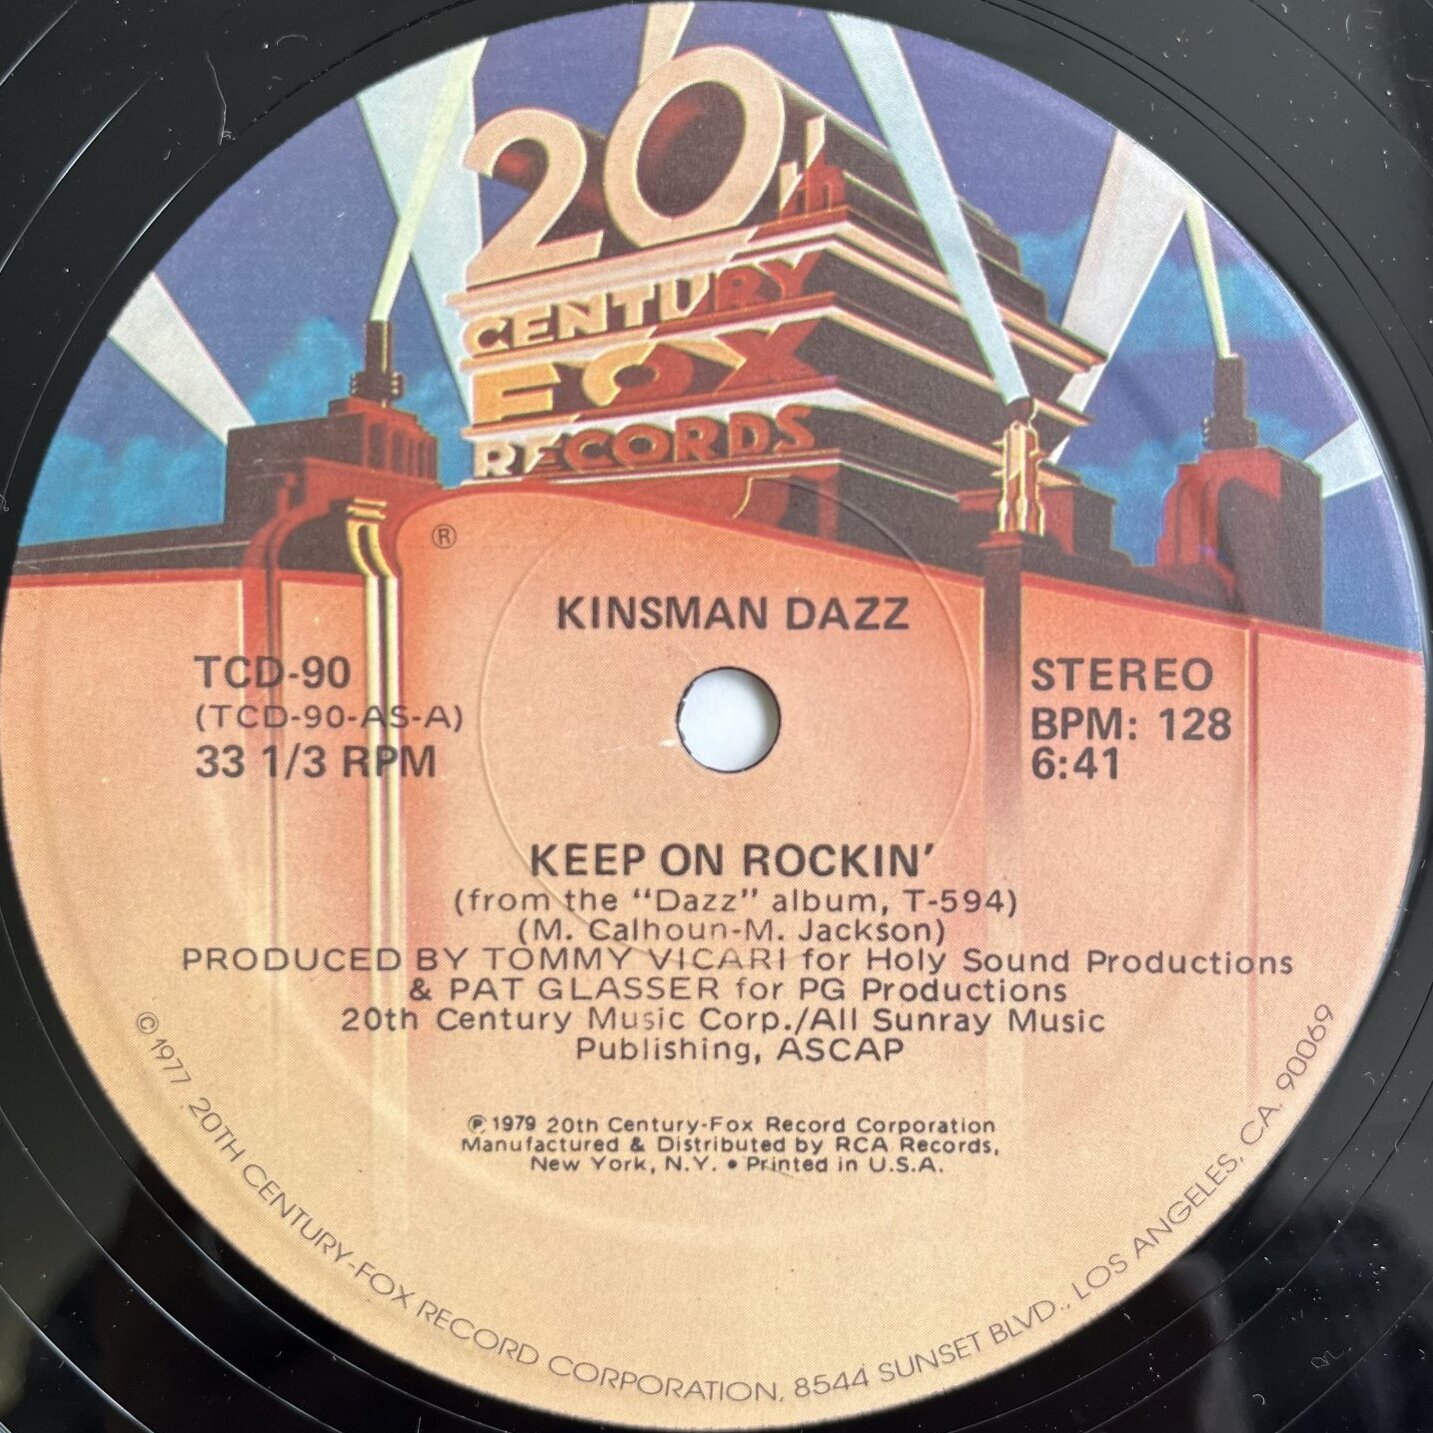 20th
CENTURY
FOX
RECORDS
®
KINSMAN DAZZ
TCD-90
(TCD-90-AS-A)
33 1/3 RPM
STEREO
BPM: 128
6:41
KEEP ON ROCKIN'
(from the "Dazz" album, T-594)
(M. Calhoun-M. Jackson)
PRODUCED BY TOMMY VICARI for Holy Sound Productions
& PAT GLASSER for PG Productions
20th Century Music Corp./All Sunray Music
Publishing, ASCAP
℗ 1979 20th Century-Fox Record Corporation
Manufactured & Distributed by RCA Records,
New York, N.Y. • Printed in U.S.A.
© 1977 20TH CENTURY-FOX RECORD CORPORATION, 8544 SUNSET BLVD., LOS ANGELES, CA. 90069